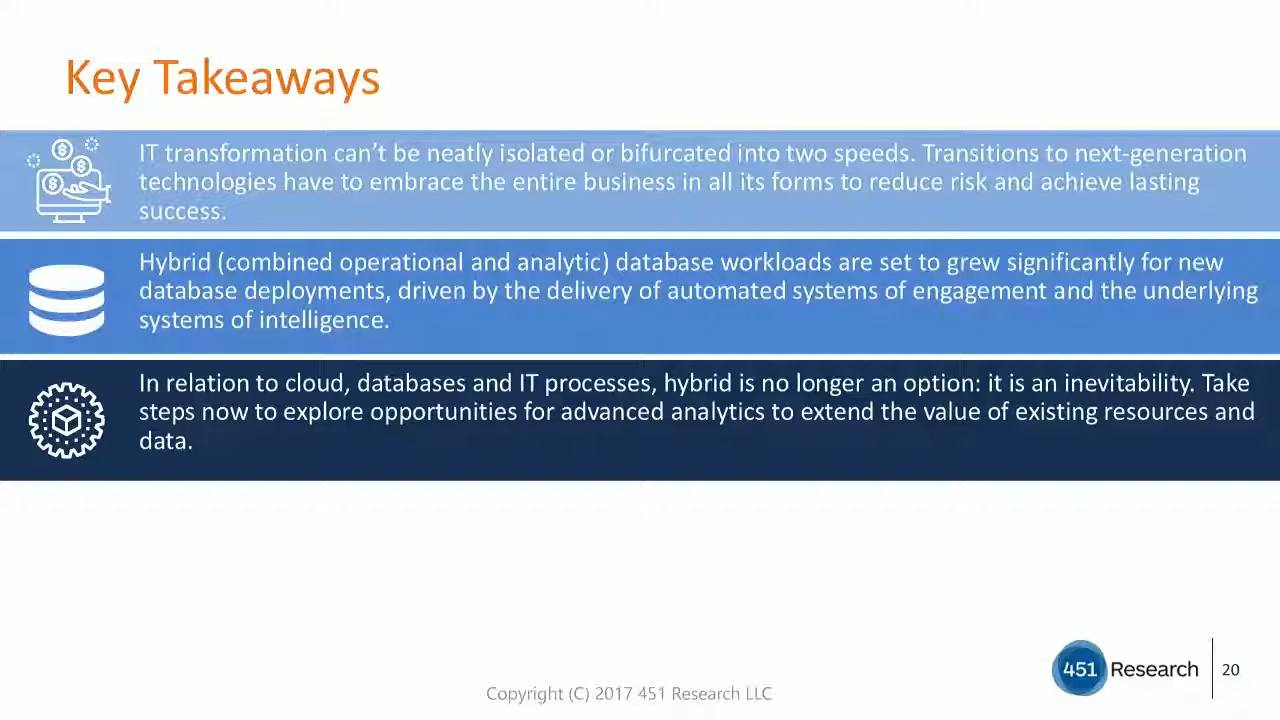 Key Takeaways
IT transformation can’t be neatly isolated or bifurcated into two speeds. Transitions to next-generation
technologies have to embrace the entire business in all its forms to reduce risk and achieve lasting
success.
Hybrid (combined operational and analytic) database workloads are set to grew significantly for new
database deployments, driven by the delivery of automated systems of engagement and the underlying
systems of intelligence.
In relation to cloud, databases and IT processes, hybrid is no longer an option: it is an inevitability. Take
steps now to explore opportunities for advanced analytics to extend the value of existing resources and
data.
451 Research
20
Copyright (C) 2017 451 Research LLC